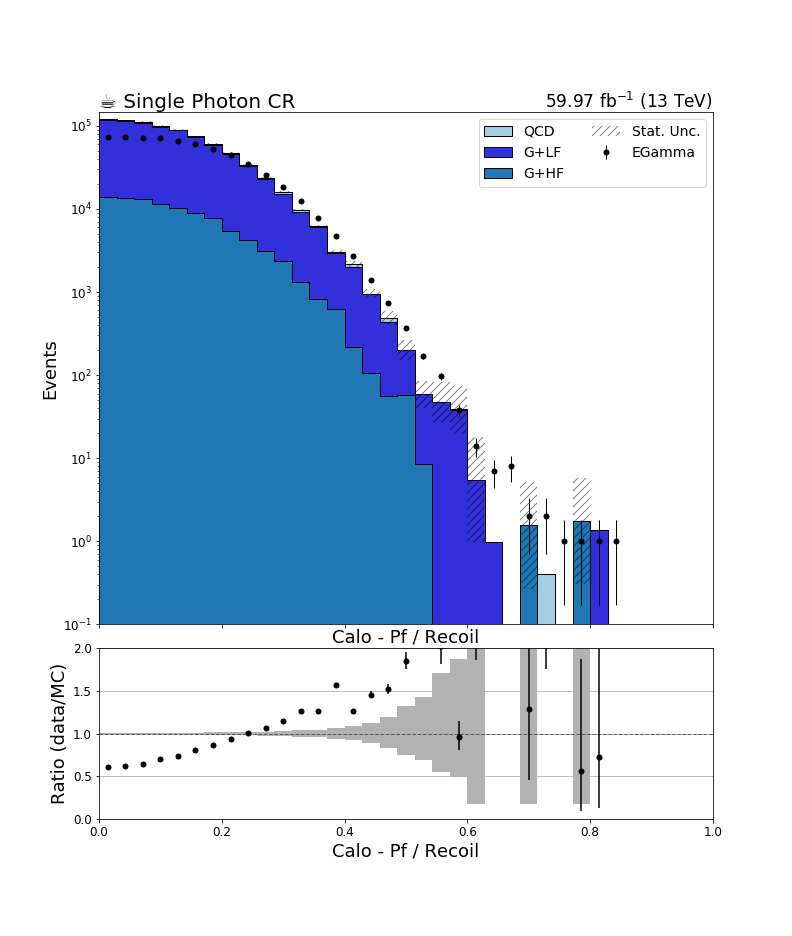 ☕ Single Photon CR
59.97 fb⁻¹ (13 TeV)
QCD
G+LF
G+HF
Stat. Unc.
EGamma
Events
10⁵
10⁴
10³
10²
10¹
10⁰
10⁻¹
Calo - Pf / Recoil
Ratio (data/MC)
2.0
1.5
1.0
0.5
0.0
0.0 0.2 0.4 0.6 0.8 1.0
Calo - Pf / Recoil